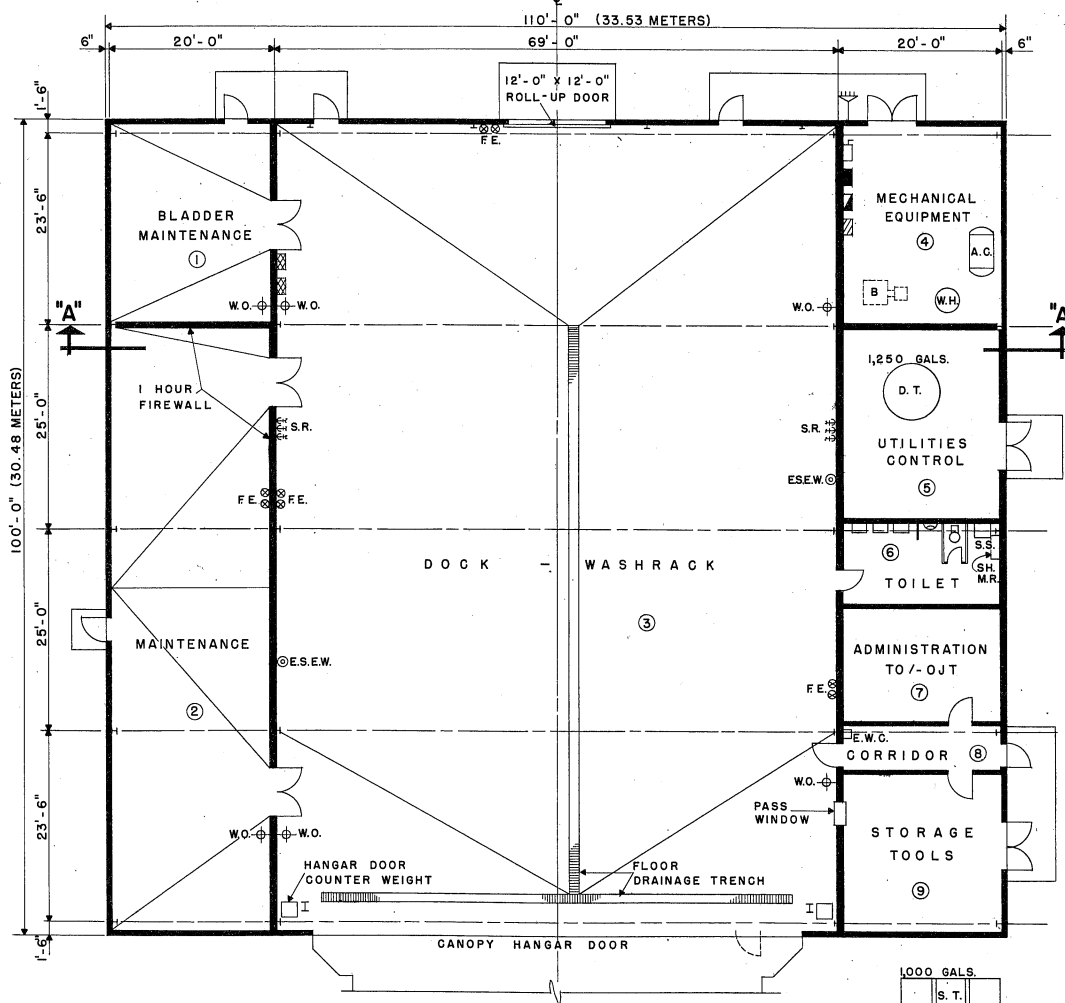 110'-0" (33.53 METERS)
6"
20'-0"
69'-0"
20'-0"
6"
12'-0" X 12'-0"
ROLL-UP DOOR
1'-6"
F.E.
23'-6"
BLADDER
MAINTENANCE
1
MECHANICAL
EQUIPMENT
4
A.C.
B
W.H.
W.O.
W.O.
W.O.
"A"
"A"
100'-0" (30.48 METERS)
25'-0"
1 HOUR
FIREWALL
S.R.
S.R.
1,250 GALS.
D.T.
UTILITIES
CONTROL
5
E.S.E.W.
F.E.
F.E.
6
S.S.
SH.
M.R.
TOILET
DOCK - WASHRACK
3
25'-0"
MAINTENANCE
2
E.S.E.W.
F.E.
ADMINISTRATION
TO/-OJT
7
E.W.C.
CORRIDOR
8
W.O.
PASS
WINDOW
23'-6"
W.O.
W.O.
STORAGE
TOOLS
9
HANGAR DOOR
COUNTER WEIGHT
FLOOR
DRAINAGE TRENCH
1'-6"
CANOPY HANGAR DOOR
1,000 GALS.
S.T.